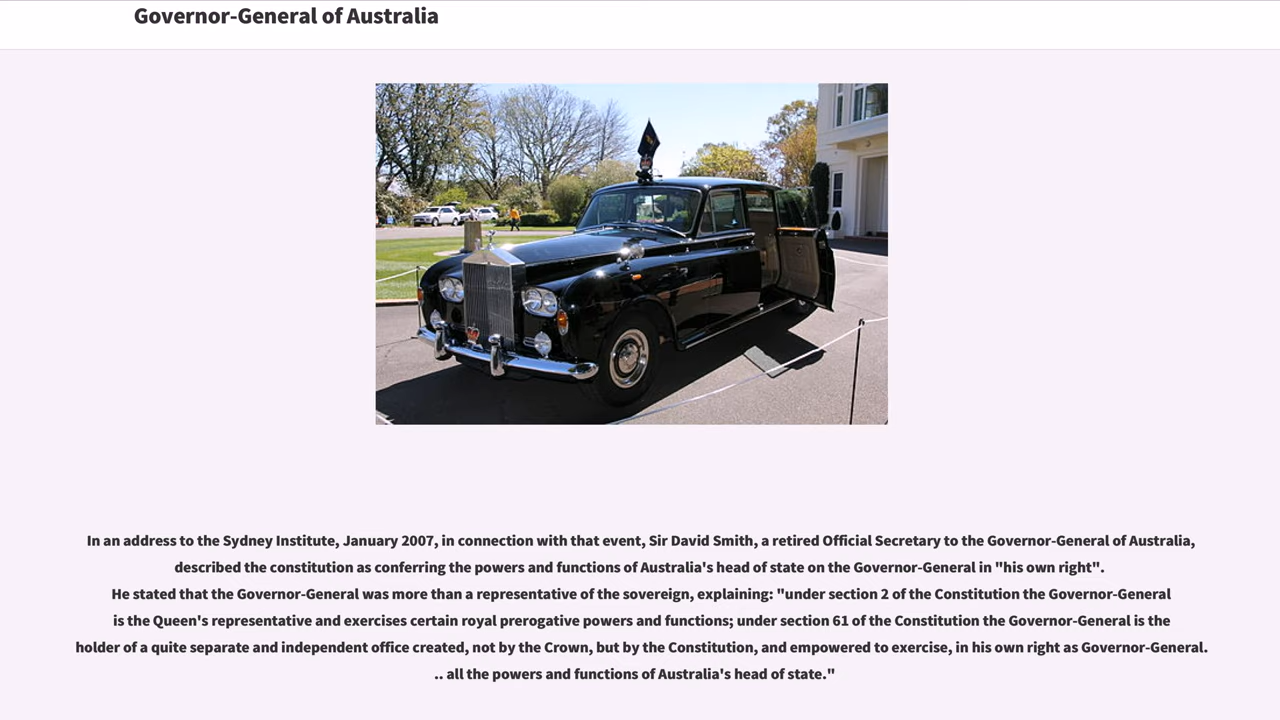 Governor-General of Australia
In an address to the Sydney Institute, January 2007, in connection with that event, Sir David Smith, a retired Official Secretary to the Governor-General of Australia,
described the constitution as conferring the powers and functions of Australia's head of state on the Governor-General in "his own right".
He stated that the Governor-General was more than a representative of the sovereign, explaining: "under section 2 of the Constitution the Governor-General
is the Queen's representative and exercises certain royal prerogative powers and functions; under section 61 of the Constitution the Governor-General is the
holder of a quite separate and independent office created, not by the Crown, but by the Constitution, and empowered to exercise, in his own right as Governor-General.
.. all the powers and functions of Australia's head of state."